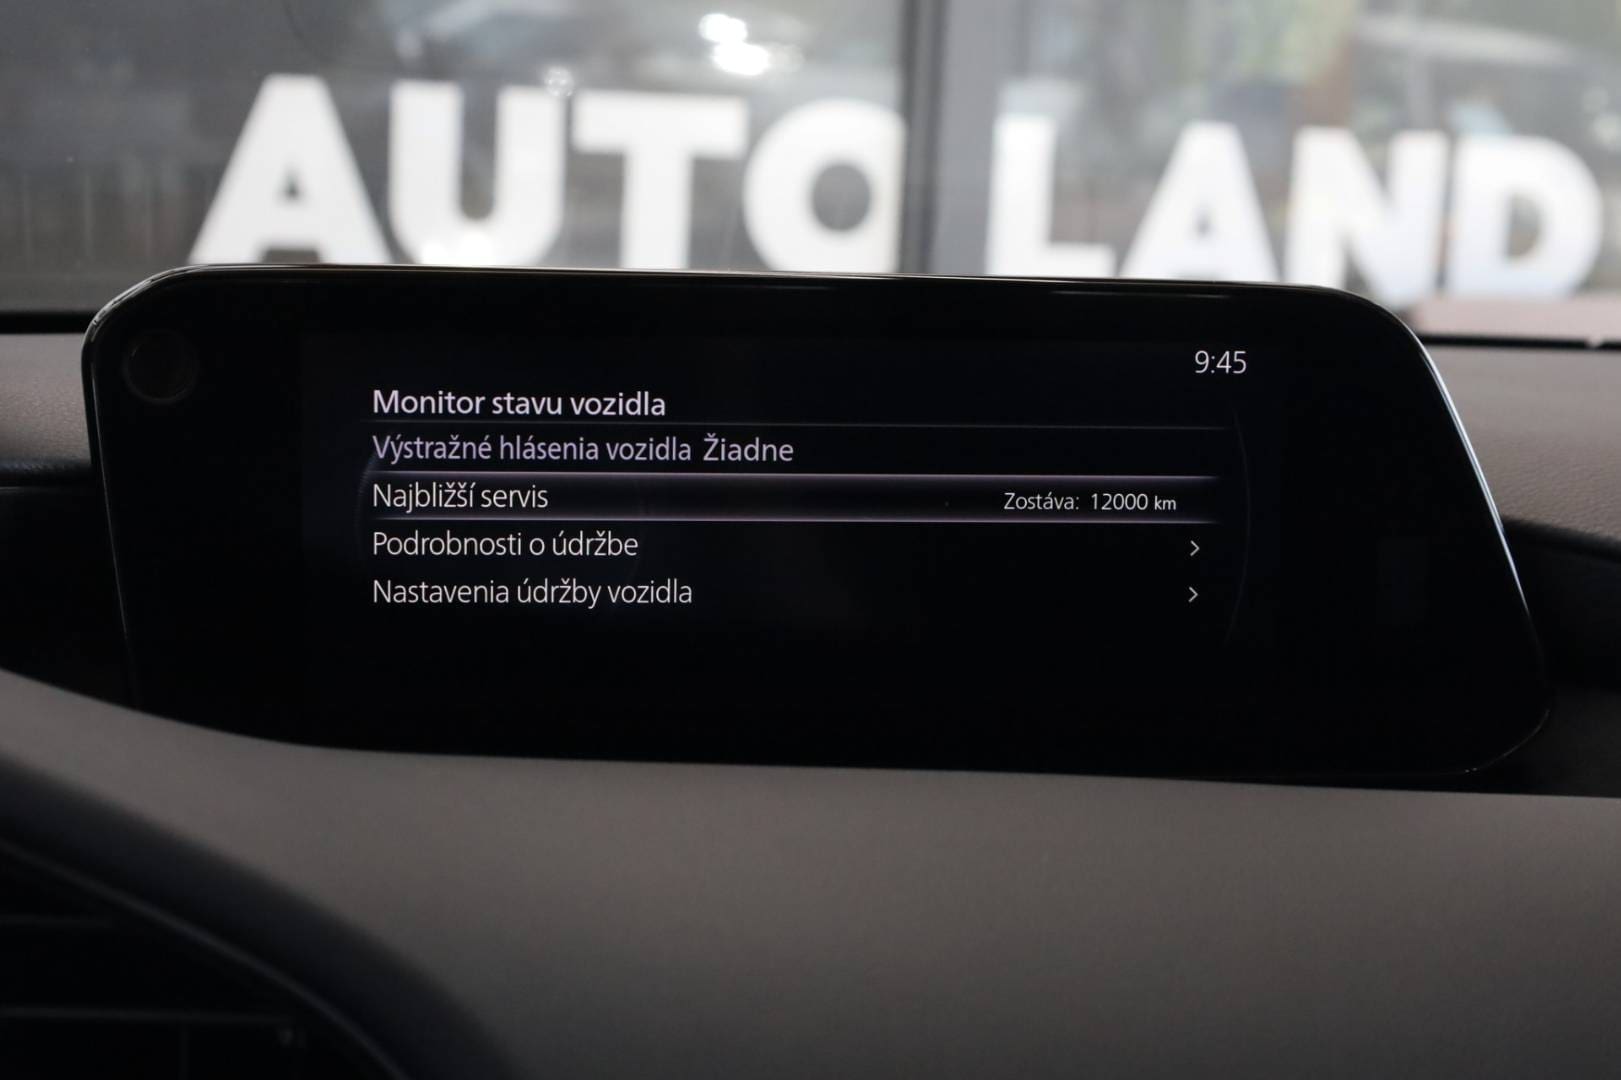 AUTO LAND
9:45
Monitor stavu vozidla
Výstražné hlásenia vozidla Žiadne
Najbližší servis Zostáva: 12000 km
Podrobnosti o údržbe
Nastavenia údržby vozidla